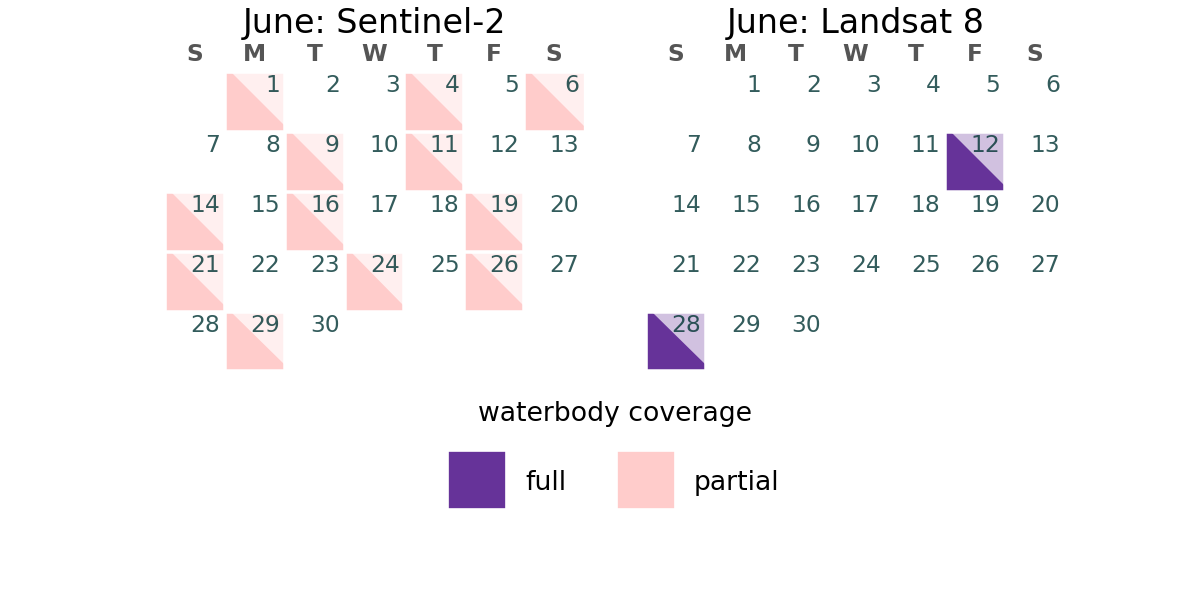 June: Sentinel-2
S M T W T F S
1 2 3 4 5 6
7 8 9 10 11 12 13
14 15 16 17 18 19 20
21 22 23 24 25 26 27
28 29 30
June: Landsat 8
S M T W T F S
1 2 3 4 5 6
7 8 9 10 11 12 13
14 15 16 17 18 19 20
21 22 23 24 25 26 27
28 29 30
waterbody coverage
full partial